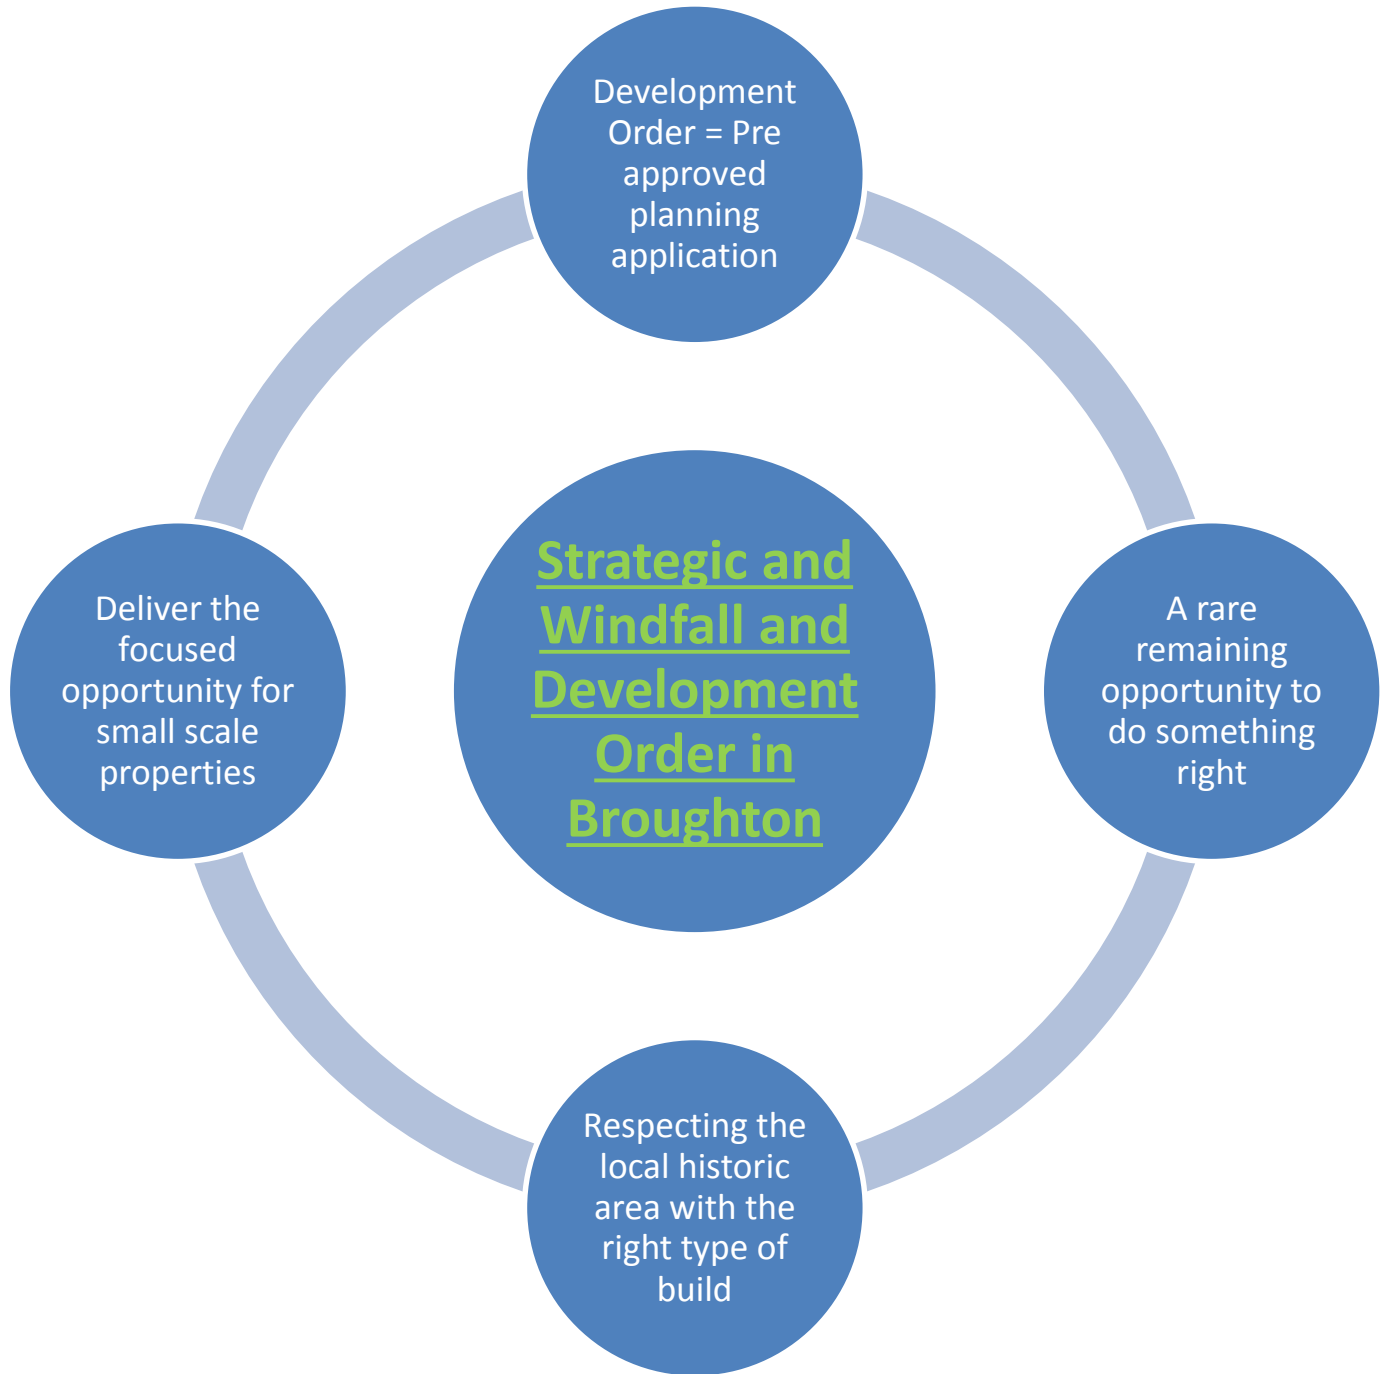 Development
Order = Pre
approved
planning
application
Strategic and
Windfall and
Development
Order in
Broughton
Deliver the
focused
opportunity for
small scale
properties
A rare
remaining
opportunity to
do something
right
Respecting the
local historic
area with the
right type of
build